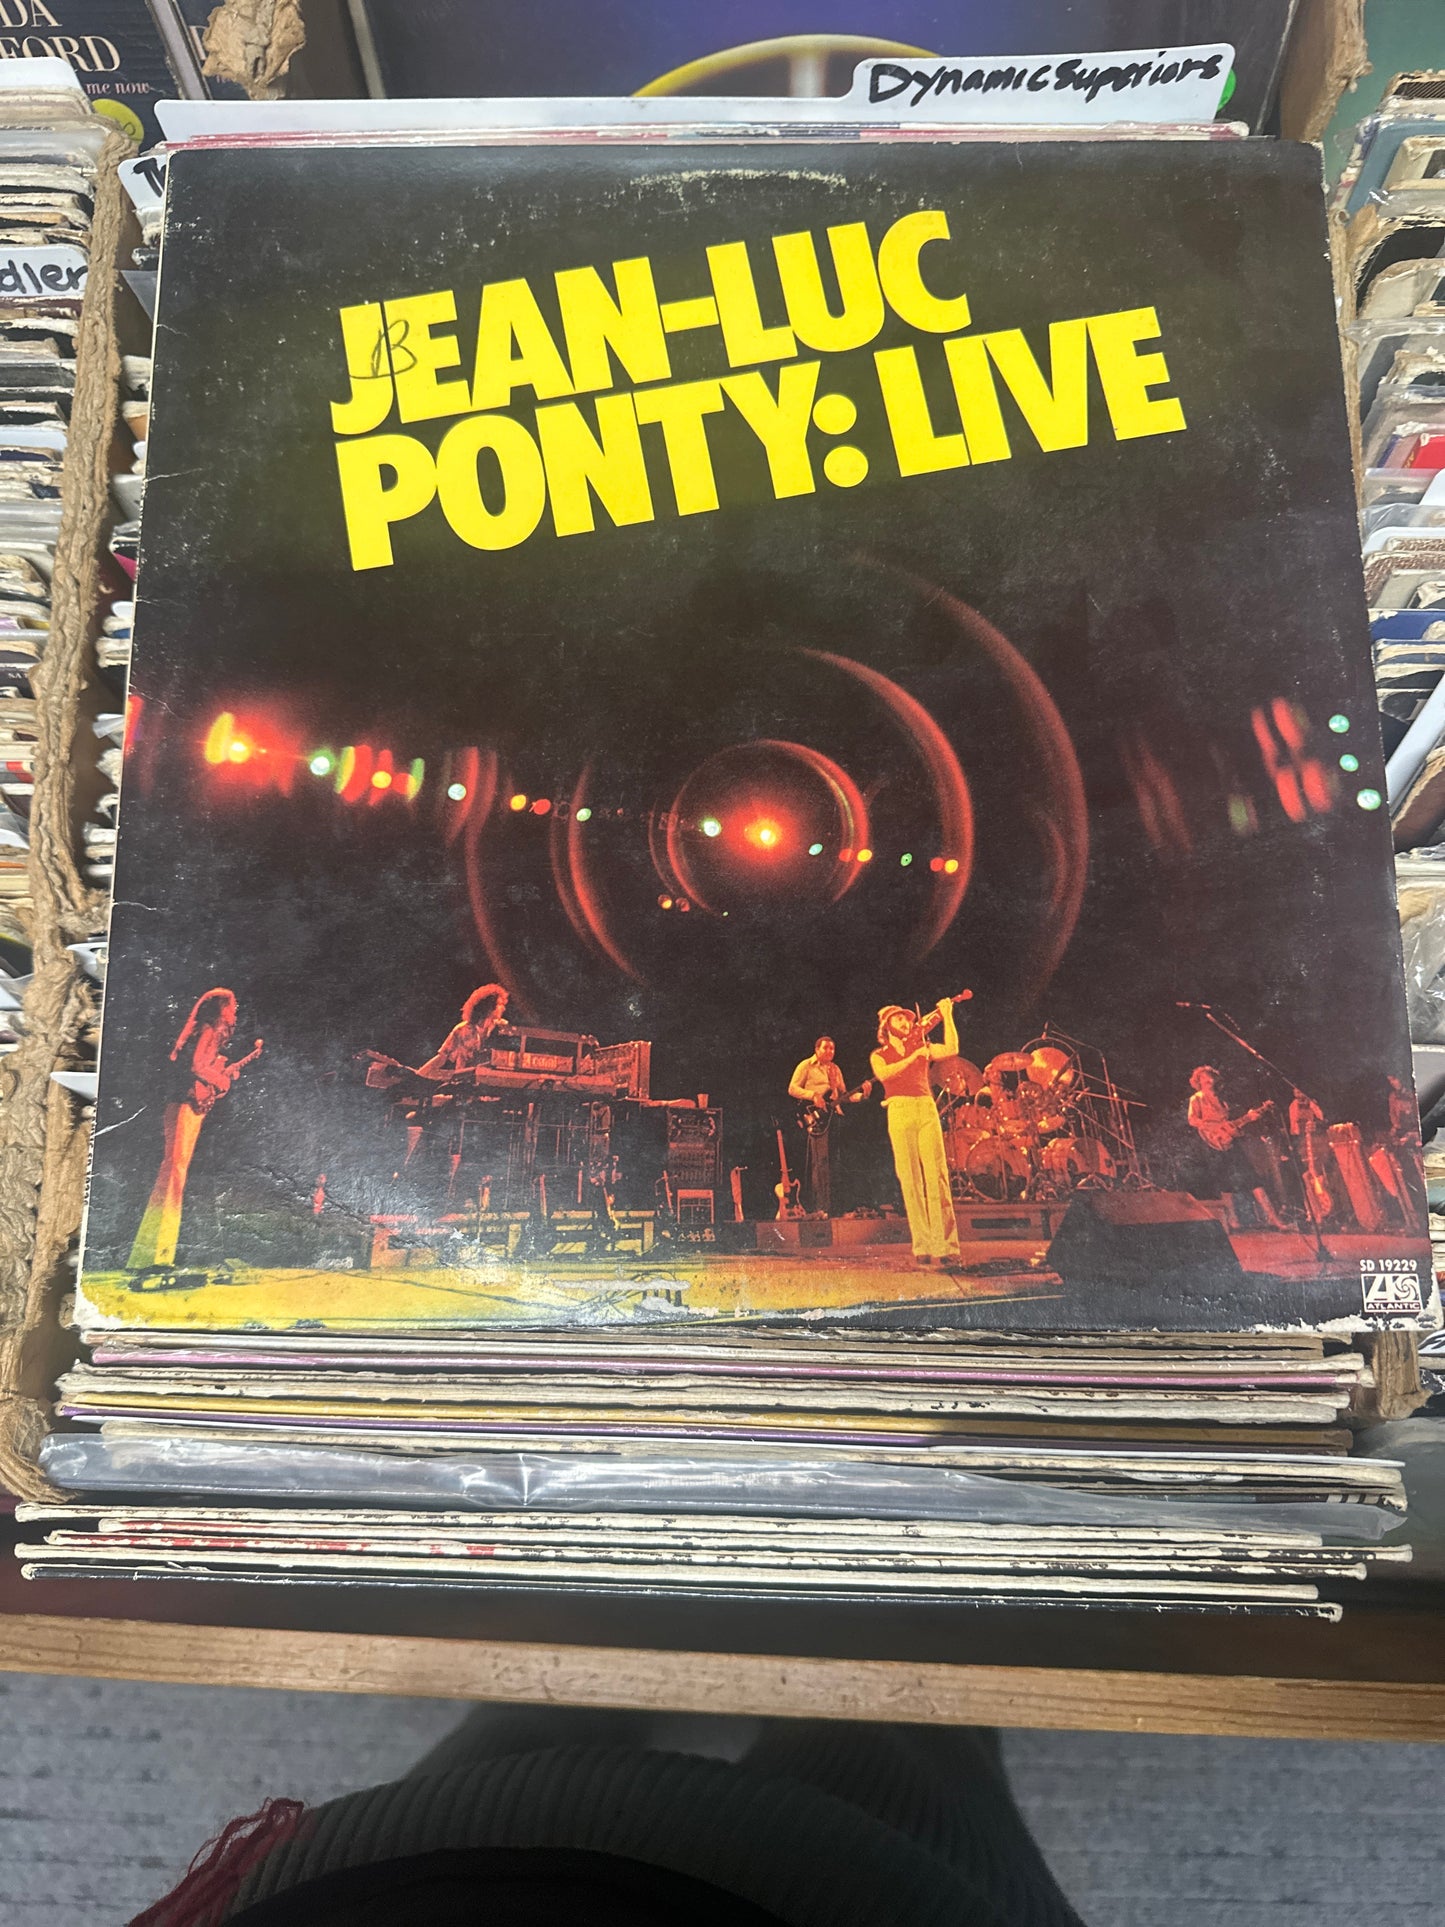 DA
FORD
me now
Dynamic Superiors
dler
B
JEAN-LUC
PONTY: LIVE
SD 19229
ATLANTIC